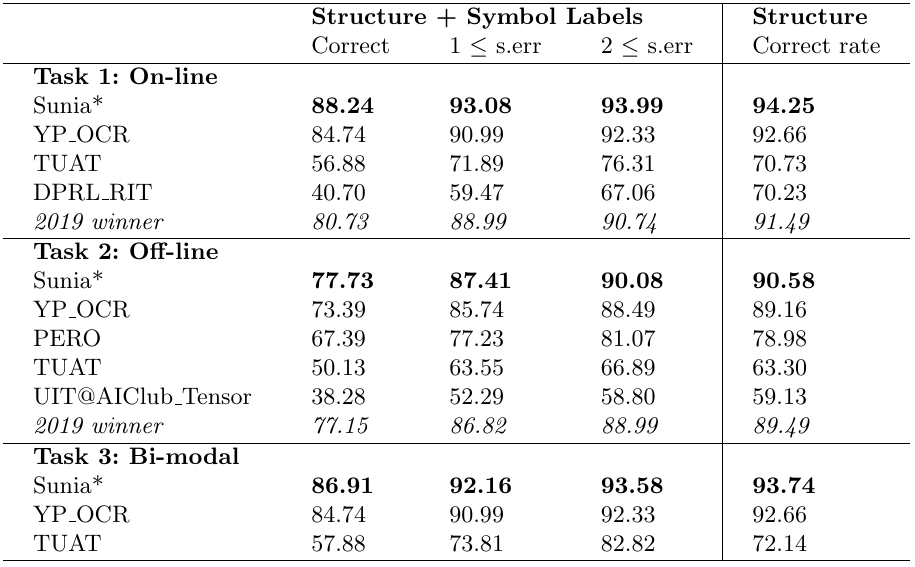 Structure + Symbol Labels Structure
Correct 1 ≤ s.err 2 ≤ s.err Correct rate
Task 1: On-line
Sunia* 88.24 93.08 93.99 94.25
YP_OCR 84.74 90.99 92.33 92.66
TUAT 56.88 71.89 76.31 70.73
DPRL_RIT 40.70 59.47 67.06 70.23
2019 winner 80.73 88.99 90.74 91.49
Task 2: Off-line
Sunia* 77.73 87.41 90.08 90.58
YP_OCR 73.39 85.74 88.49 89.16
PERO 67.39 77.23 81.07 78.98
TUAT 50.13 63.55 66.89 63.30
UIT@AIClub_Tensor 38.28 52.29 58.80 59.13
2019 winner 77.15 86.82 88.99 89.49
Task 3: Bi-modal
Sunia* 86.91 92.16 93.58 93.74
YP_OCR 84.74 90.99 92.33 92.66
TUAT 57.88 73.81 82.82 72.14